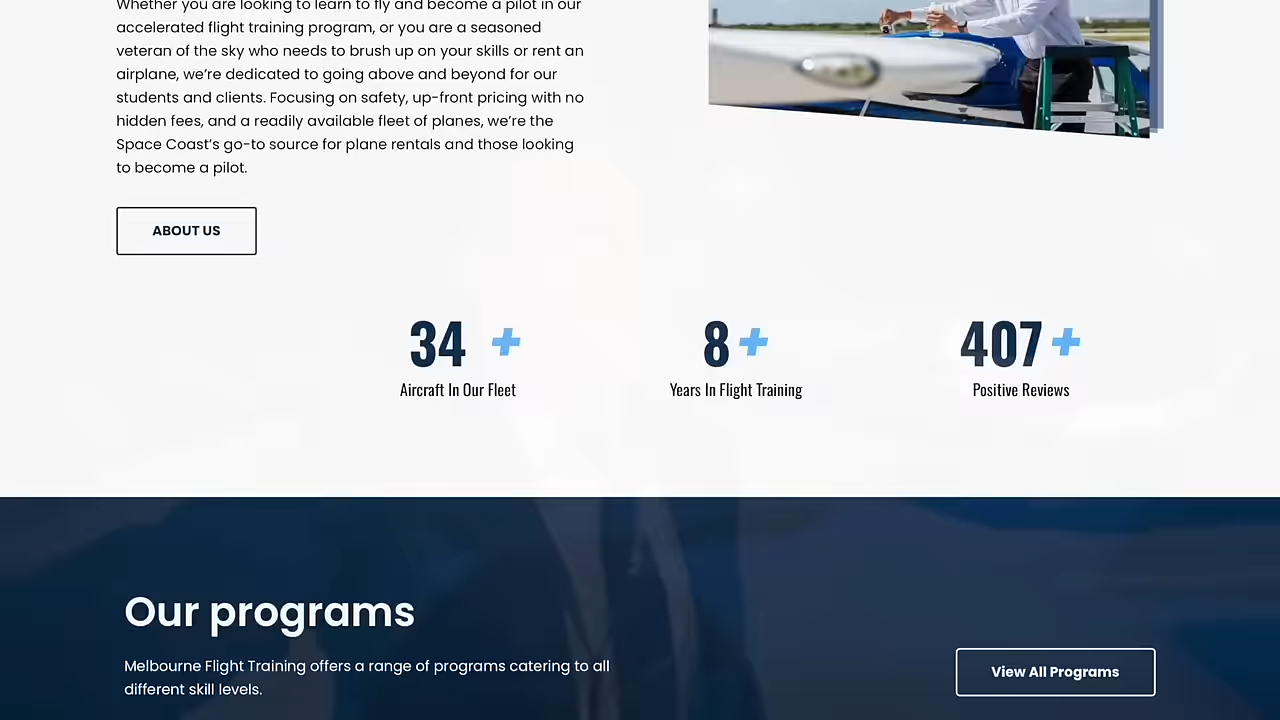 Whether you are looking to learn to fly and become a pilot in our
accelerated flight training program, or you are a seasoned
veteran of the sky who needs to brush up on your skills or rent an
airplane, we're dedicated to going above and beyond for our
students and clients. Focusing on safety, up-front pricing with no
hidden fees, and a readily available fleet of planes, we're the
Space Coast's go-to source for plane rentals and those looking
to become a pilot.
ABOUT US
34 +
Aircraft In Our Fleet
8 +
Years In Flight Training
407 +
Positive Reviews
Our programs
Melbourne Flight Training offers a range of programs catering to all
different skill levels.
View All Programs